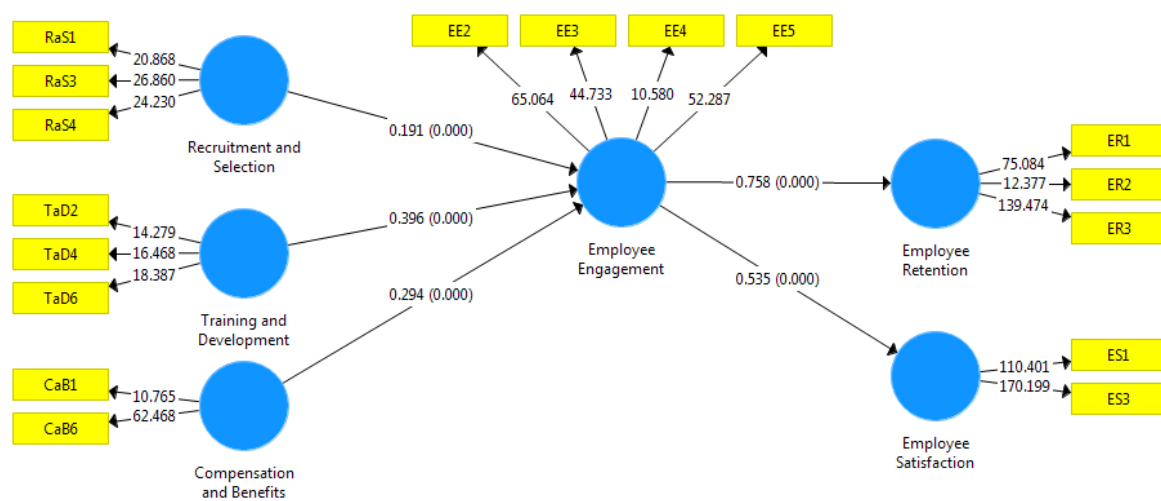 RaS1
20.868
RaS3
26.860
RaS4
24.230
Recruitment and
Selection
0.191 (0.000)
TaD2
14.279
TaD4
16.468
TaD6
18.387
Training and
Development
0.396 (0.000)
CaB1
10.765
CaB6
62.468
Compensation
and Benefits
0.294 (0.000)
EE2
EE3
EE4
EE5
65.064
44.733
10.580
52.287
Employee
Engagement
0.758 (0.000)
0.535 (0.000)
ER1
75.084
ER2
12.377
ER3
139.474
Employee
Retention
ES1
110.401
ES3
170.199
Employee
Satisfaction